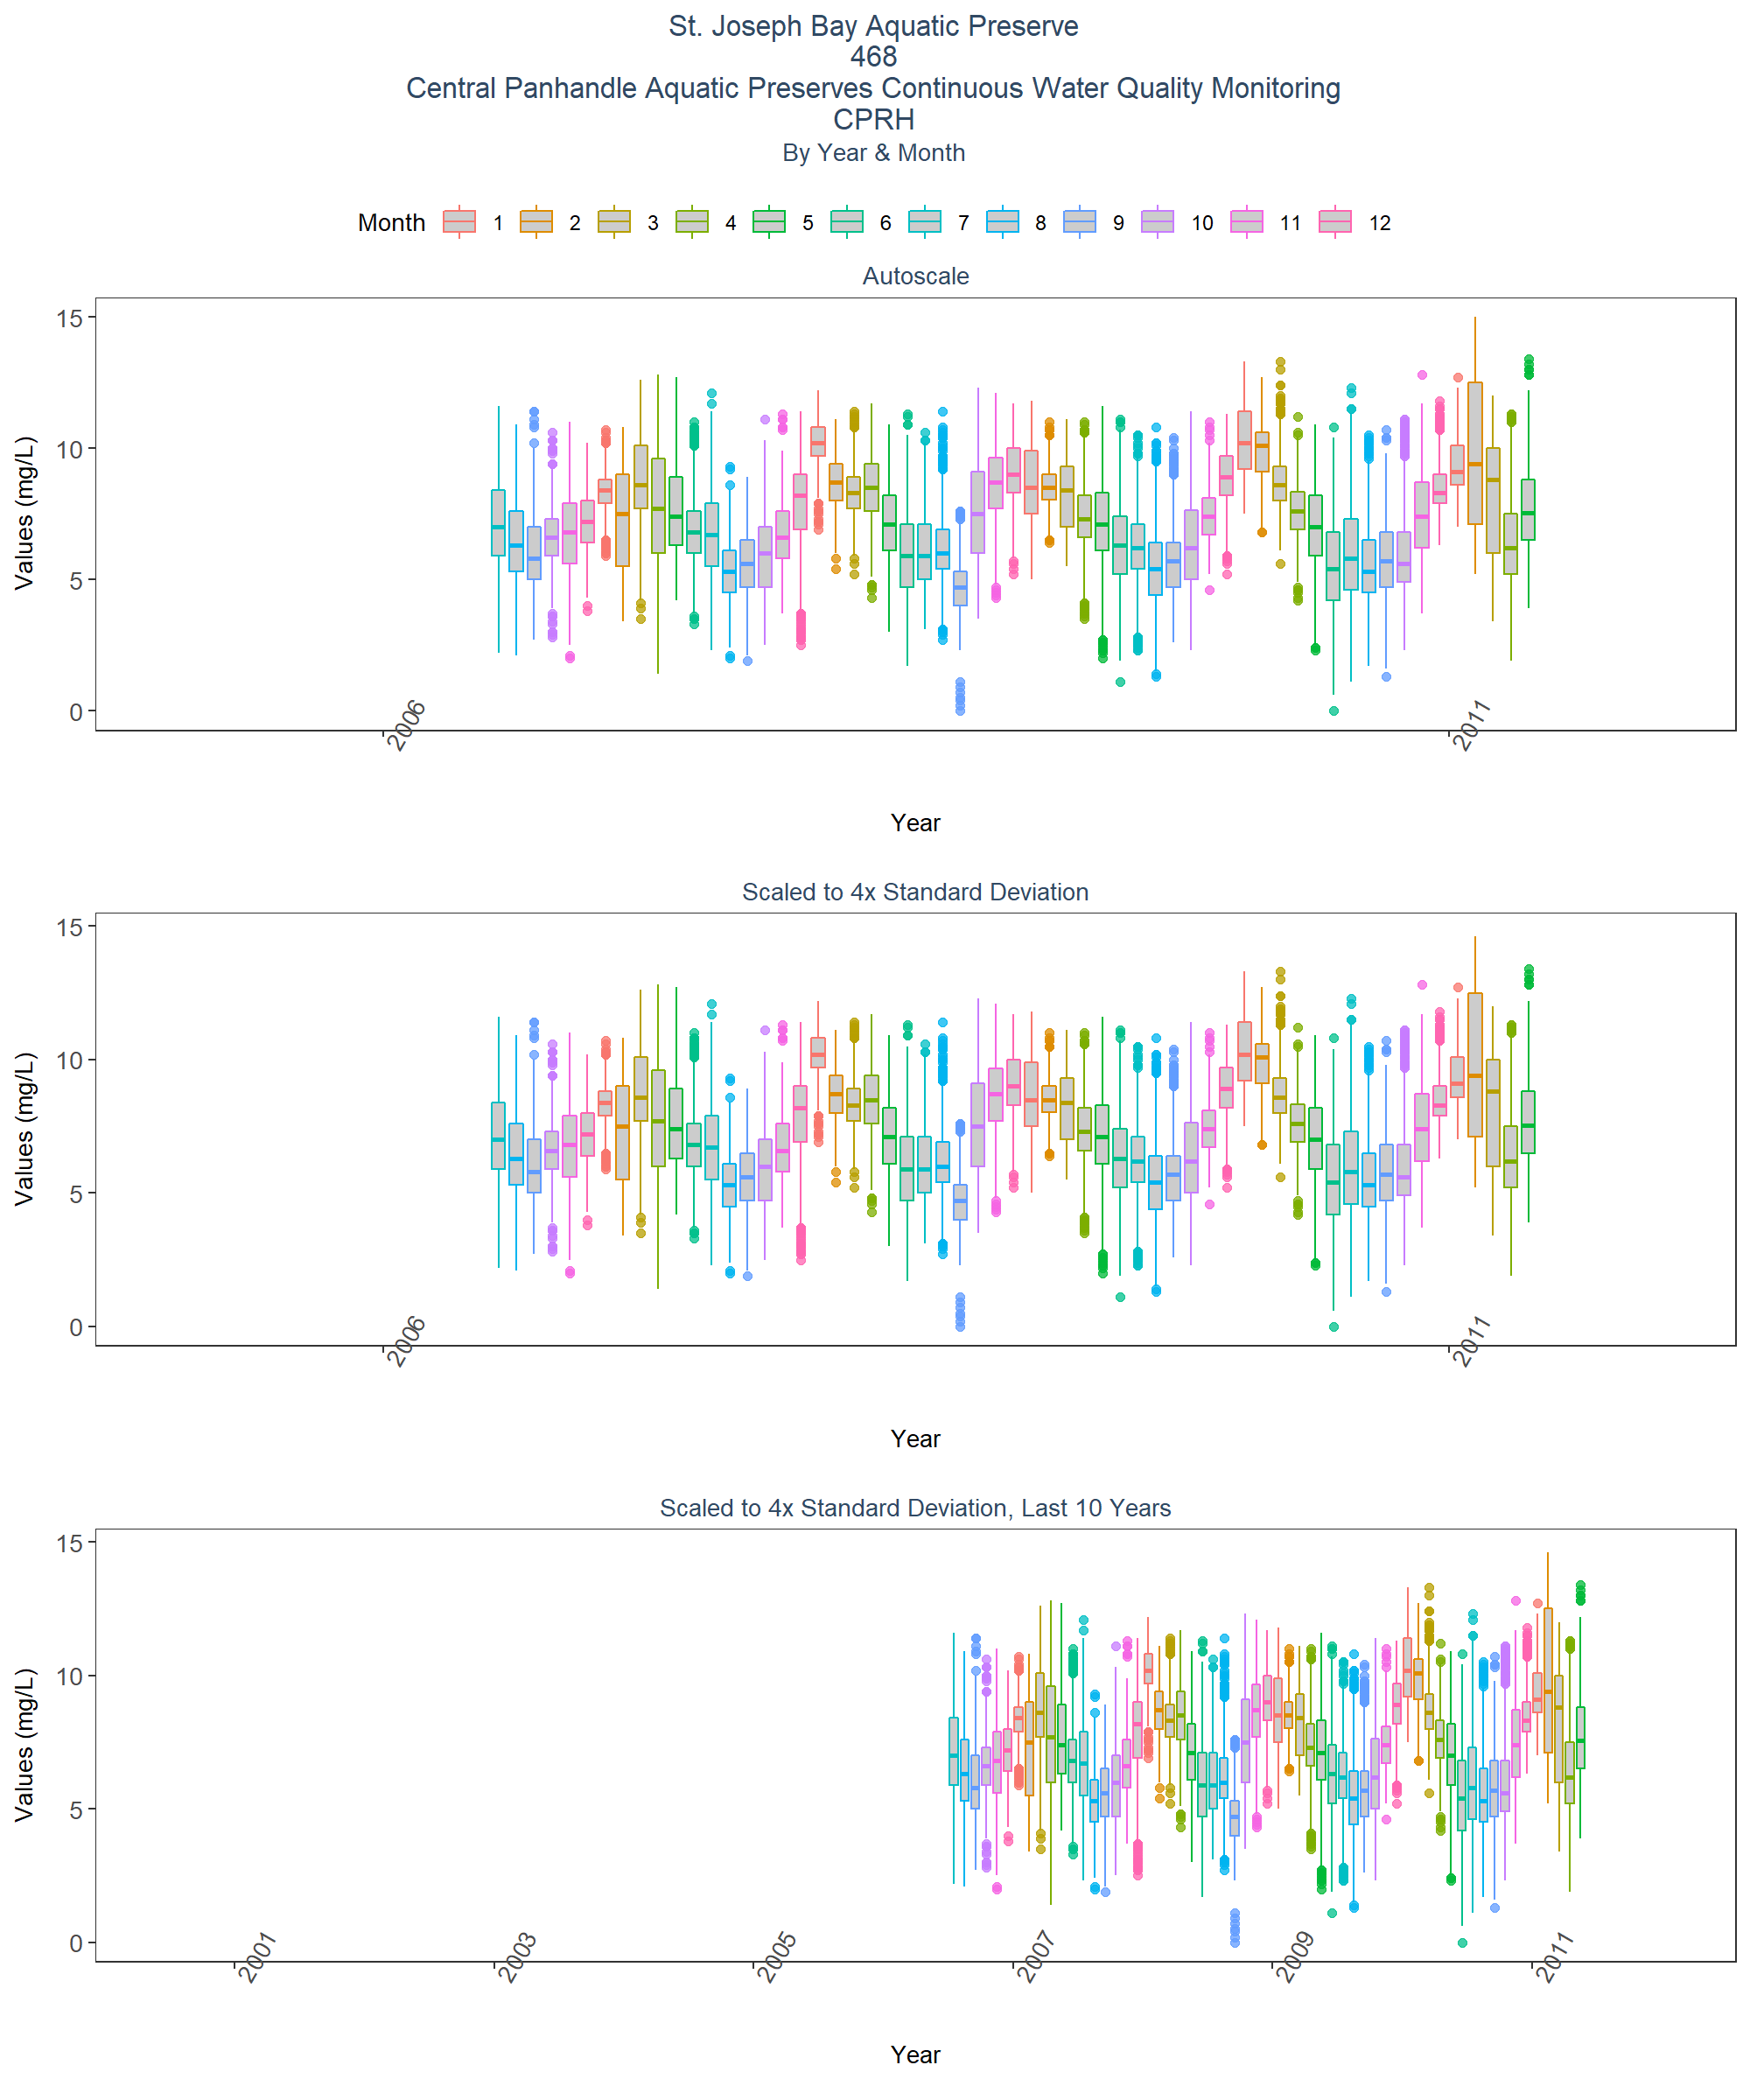 St. Joseph Bay Aquatic Preserve
468
Central Panhandle Aquatic Preserves Continuous Water Quality Monitoring
CPRH
By Year & Month
Month 1 2 3 4 5 6 7 8 9 10 11 12
Autoscale
Values (mg/L)
15
10
5
0
2006 2011
Year
Scaled to 4x Standard Deviation
Values (mg/L)
15
10
5
0
2006 2011
Year
Scaled to 4x Standard Deviation, Last 10 Years
Values (mg/L)
15
10
5
0
2001 2003 2005 2007 2009 2011
Year